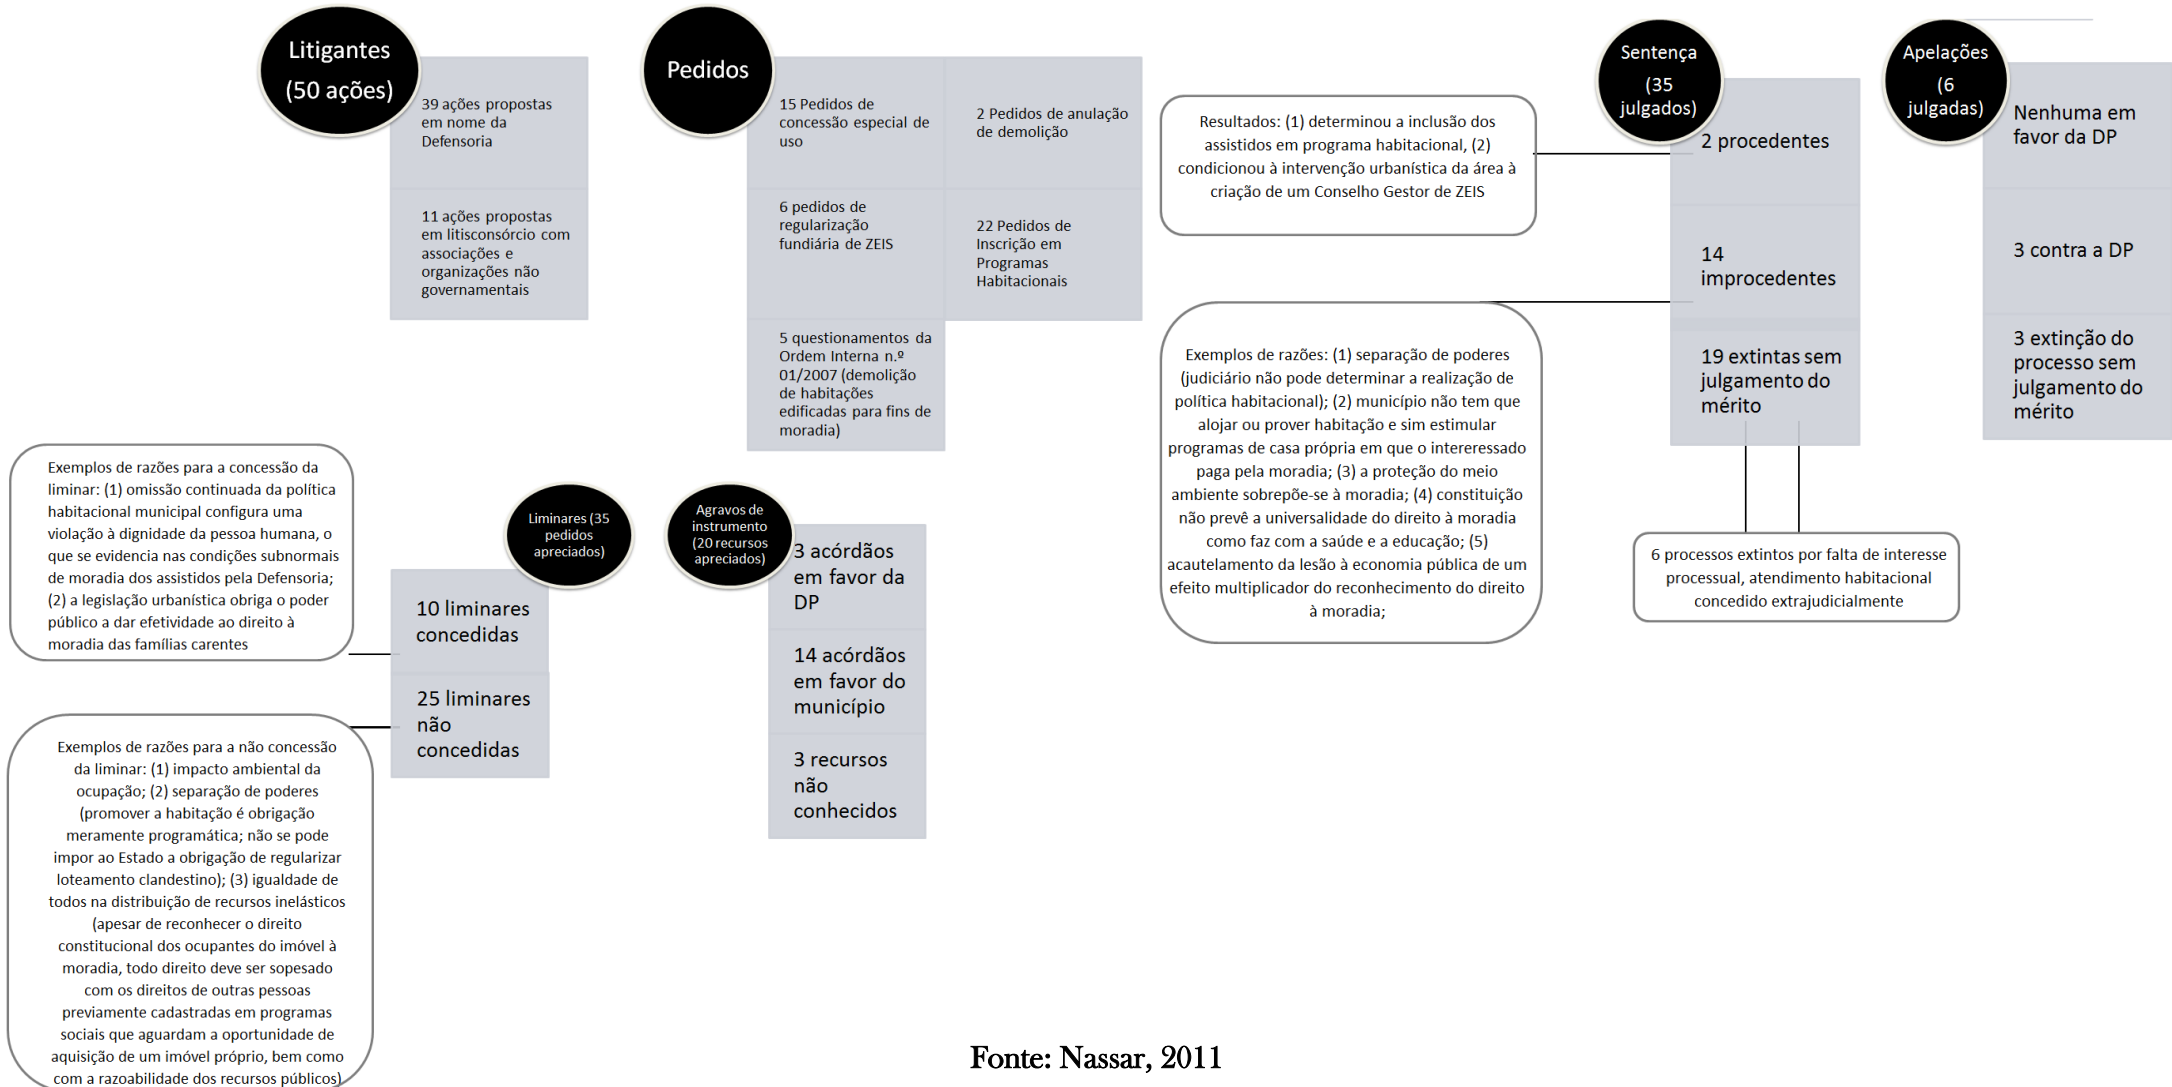 Litigantes
(50 ações)
39 ações propostas
em nome da
Defensoria
11 ações propostas
em litisconsórcio com
associações e
organizações não
governamentais
Pedidos
15 Pedidos de
concessão especial de
uso
2 Pedidos de anulação
de demolição
6 pedidos de
regularização
fundiária de ZEIS
22 Pedidos de
Inscrição em
Programas
Habitacionais
5 questionamentos da
Ordem Interna n.º
01/2007 (demolição
de habitações
edificadas para fins de
moradia)
Resultados: (1) determinou a inclusão dos
assistidos em programa habitacional, (2)
condicionou à intervenção urbanística da área à
criação de um Conselho Gestor de ZEIS
Sentença
(35
julgados)
2 procedentes
14
improcedentes
19 extintas sem
julgamento do
mérito
Exemplos de razões: (1) separação de poderes
(judiciário não pode determinar a realização de
política habitacional); (2) município não tem que
alojar ou prover habitação e sim estimular
programas de casa própria em que o intereressado
paga pela moradia; (3) a proteção do meio
ambiente sobrepõe-se à moradia; (4) constituição
não prevê a universalidade do direito à moradia
como faz com a saúde e a educação; (5)
acautelamento da lesão à economia pública de um
efeito multiplicador do reconhecimento do direito
à moradia;
6 processos extintos por falta de interesse
processual, atendimento habitacional
concedido extrajudicialmente
Apelações
(6
julgadas)
Nenhuma em
favor da DP
3 contra a DP
3 extinção do
processo sem
julgamento do
mérito
Exemplos de razões para a concessão da
liminar: (1) omissão continuada da política
habitacional municipal configura uma
violação à dignidade da pessoa humana, o
que se evidencia nas condições subnormais
de moradia dos assistidos pela Defensoria;
(2) a legislação urbanística obriga o poder
público a dar efetividade ao direito à
moradia das famílias carentes
Liminares (35
pedidos
apreciados)
10 liminares
concedidas
25 liminares
não
concedidas
Agravos de
instrumento
(20 recursos
apreciados)
3 acórdãos
em favor da
DP
14 acórdãos
em favor do
município
3 recursos
não
conhecidos
Exemplos de razões para a não concessão
da liminar: (1) impacto ambiental da
ocupação; (2) separação de poderes
(promover a habitação é obrigação
meramente programática; não se pode
impor ao Estado a obrigação de regularizar
loteamento clandestino); (3) igualdade de
todos na distribuição de recursos inelásticos
(apesar de reconhecer o direito
constitucional dos ocupantes do imóvel à
moradia, todo direito deve ser sopesado
com os direitos de outras pessoas
previamente cadastradas em programas
sociais que aguardam a oportunidade de
aquisição de um imóvel próprio, bem como
com a razoabilidade dos recursos públicos)
Fonte: Nassar, 2011